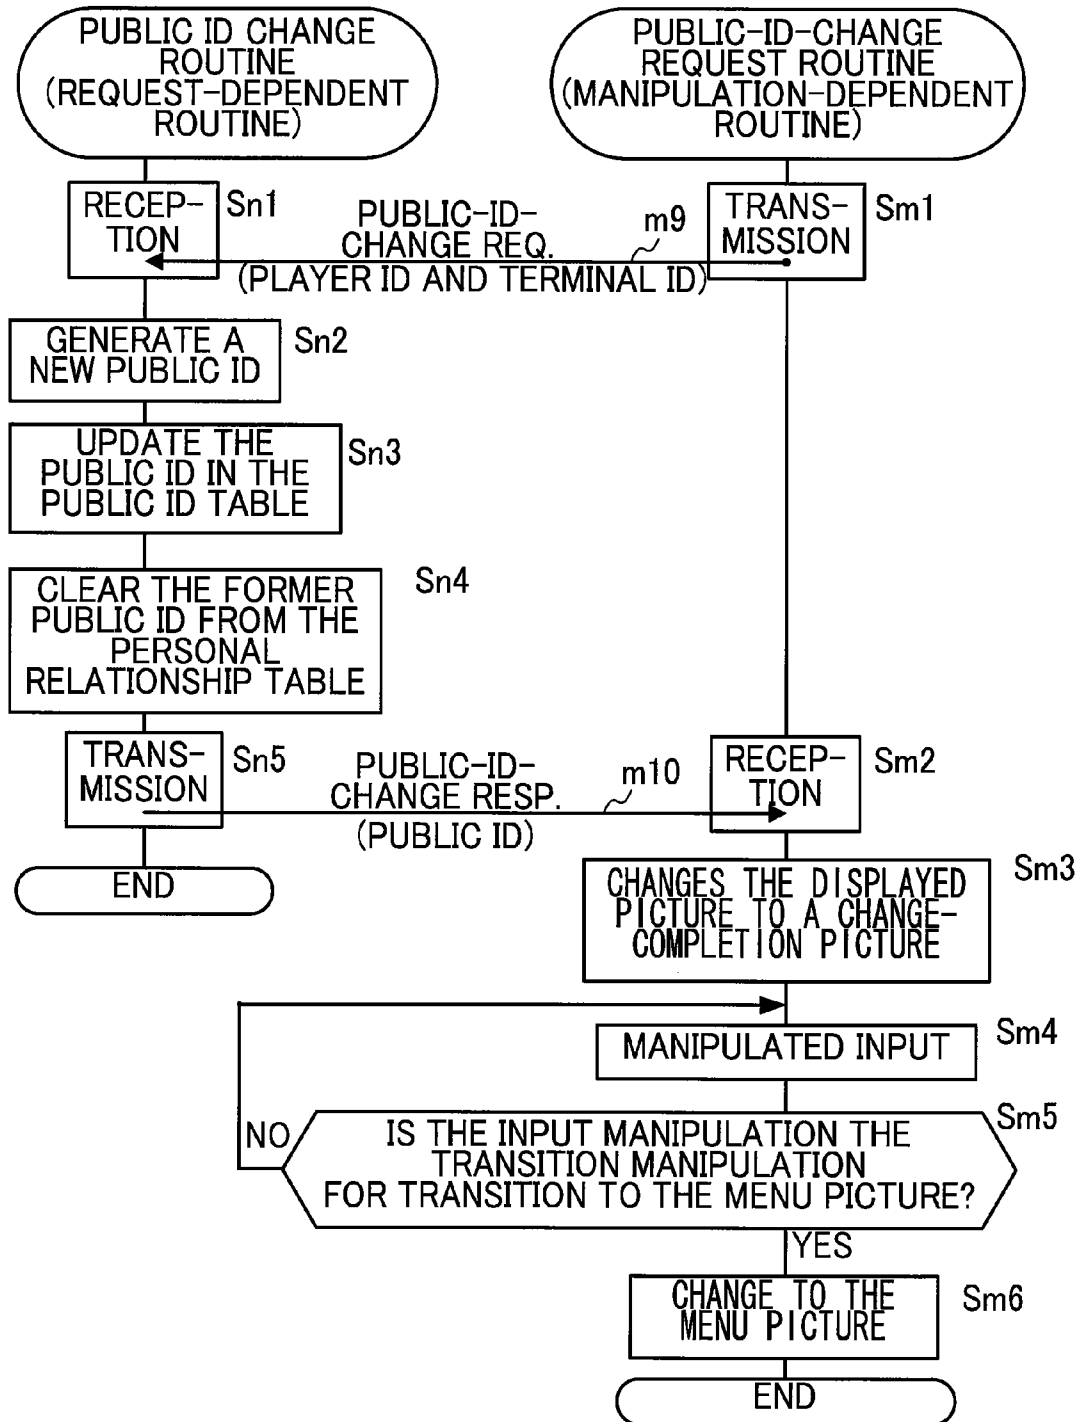 PUBLIC ID CHANGE
ROUTINE
(REQUEST-DEPENDENT
ROUTINE)
PUBLIC-ID-CHANGE
REQUEST ROUTINE
(MANIPULATION-DEPENDENT
ROUTINE)
RECEP-
TION
Sn1
PUBLIC-ID-
CHANGE REQ.
(PLAYER ID AND TERMINAL ID)
m9
TRANS-
MISSION
Sm1
GENERATE A
NEW PUBLIC ID
Sn2
UPDATE THE
PUBLIC ID IN THE
PUBLIC ID TABLE
Sn3
CLEAR THE FORMER
PUBLIC ID FROM THE
PERSONAL
RELATIONSHIP TABLE
Sn4
TRANS-
MISSION
Sn5
PUBLIC-ID-
CHANGE RESP.
(PUBLIC ID)
m10
RECEP-
TION
Sm2
END
CHANGES THE DISPLAYED
PICTURE TO A CHANGE-
COMPLETION PICTURE
Sm3
MANIPULATED INPUT
Sm4
IS THE INPUT MANIPULATION THE
TRANSITION MANIPULATION
FOR TRANSITION TO THE MENU PICTURE?
Sm5
NO
YES
CHANGE TO THE
MENU PICTURE
Sm6
END